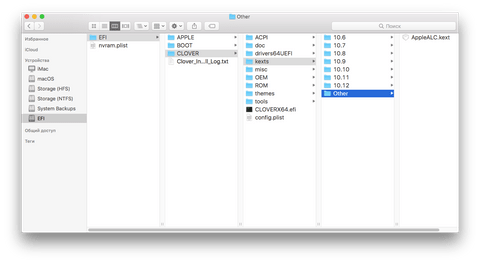 Other
Поиск
Избранное
iCloud
Устройства
iMac
macOS
Storage (HFS)
Storage (NTFS)
System Backups
EFI
Общий доступ
Теги
EFI
nvram.plist
APPLE
BOOT
CLOVER
Clover_In...ll_Log.txt
ACPI
doc
drivers64UEFI
kexts
misc
OEM
ROM
themes
tools
CLOVERX64.efi
config.plist
10.6
10.7
10.8
10.9
10.10
10.11
10.12
Other
AppleALC.kext